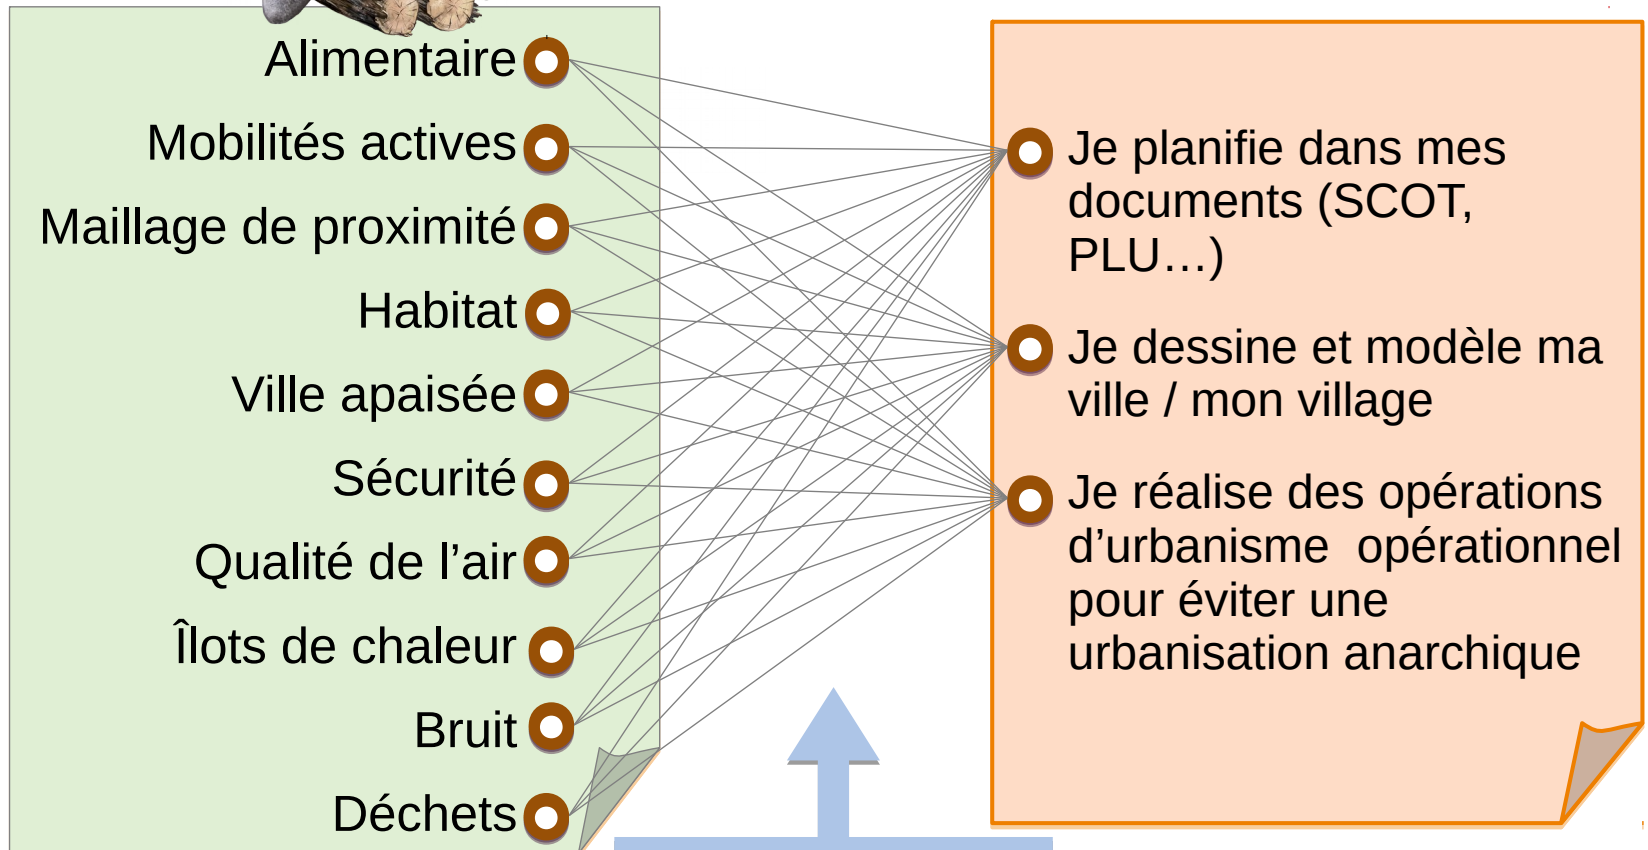 Alimentaire
Mobilités actives
Maillage de proximité
Habitat
Ville apaisée
Sécurité
Qualité de l’air
Îlots de chaleur
Bruit
Déchets
Je planifie dans mes
documents (SCOT,
PLU…)
Je dessine et modèle ma
ville / mon village
Je réalise des opérations
d’urbanisme  opérationnel
pour éviter une
urbanisation anarchique